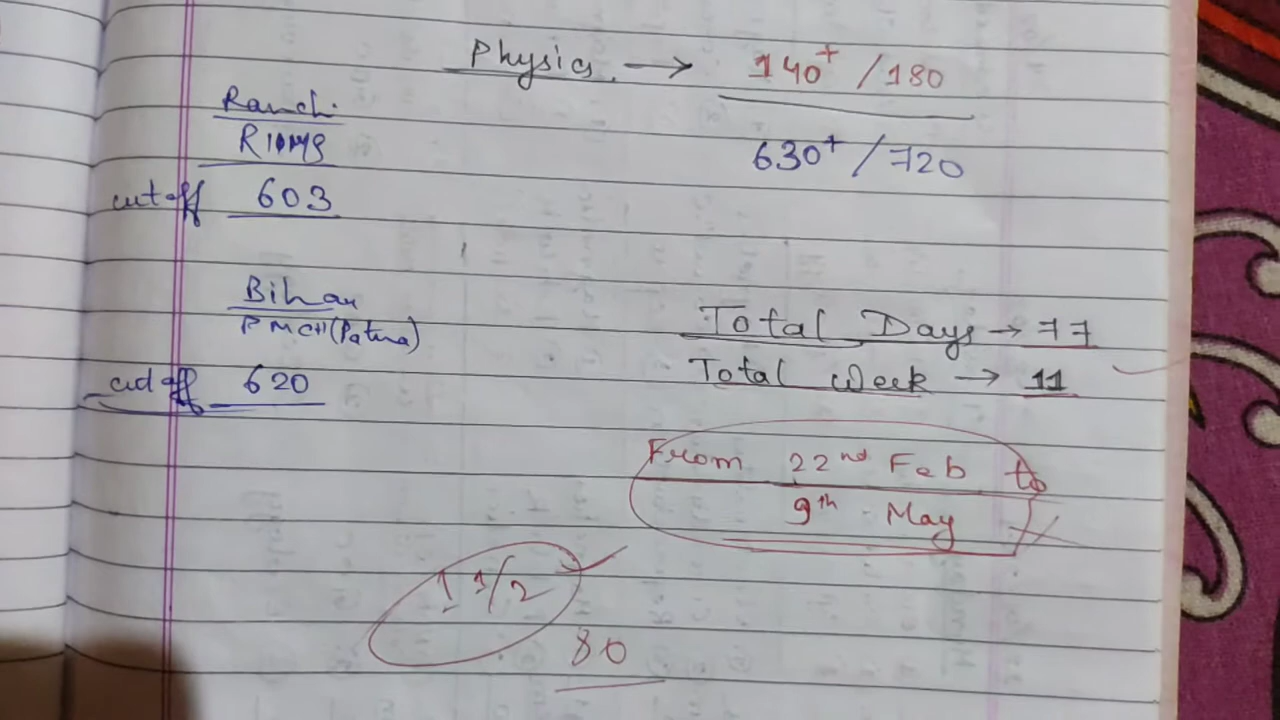 Physics → 140+ /180
630+ /720
Ranchi
RIIMS
cutoff 603
Bihar
PMCH (Patna)
cutoff 620
Total Days → 77
Total Week → 11
From 22nd Feb to
9th May
1 1/2
80